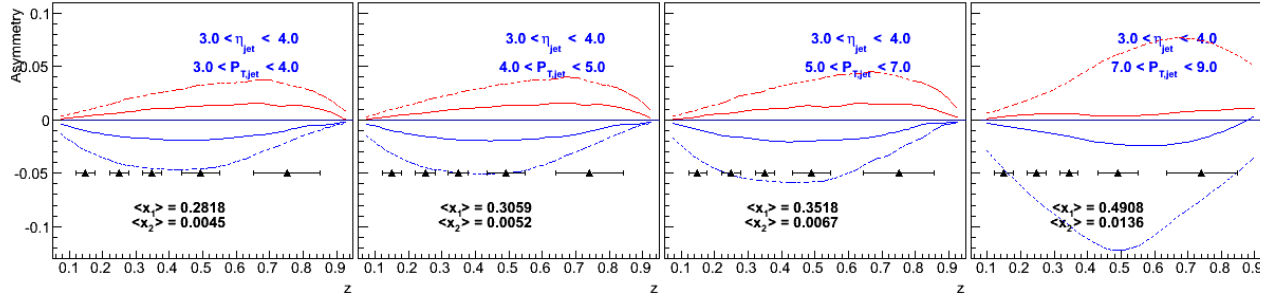 Asymmetry
0.1
0.05
0
-0.05
-0.1
3.0 < η_jet < 4.0
3.0 < P_T,jet < 4.0
<x_1> = 0.2818
<x_2> = 0.0045
0.1 0.2 0.3 0.4 0.5 0.6 0.7 0.8 0.9
z
3.0 < η_jet < 4.0
4.0 < P_T,jet < 5.0
<x_1> = 0.3059
<x_2> = 0.0052
0.1 0.2 0.3 0.4 0.5 0.6 0.7 0.8 0.9
z
3.0 < η_jet < 4.0
5.0 < P_T,jet < 7.0
<x_1> = 0.3518
<x_2> = 0.0067
0.1 0.2 0.3 0.4 0.5 0.6 0.7 0.8 0.9
z
3.0 < η_jet < 4.0
7.0 < P_T,jet < 9.0
<x_1> = 0.4908
<x_2> = 0.0136
0.1 0.2 0.3 0.4 0.5 0.6 0.7 0.8 0.9
z